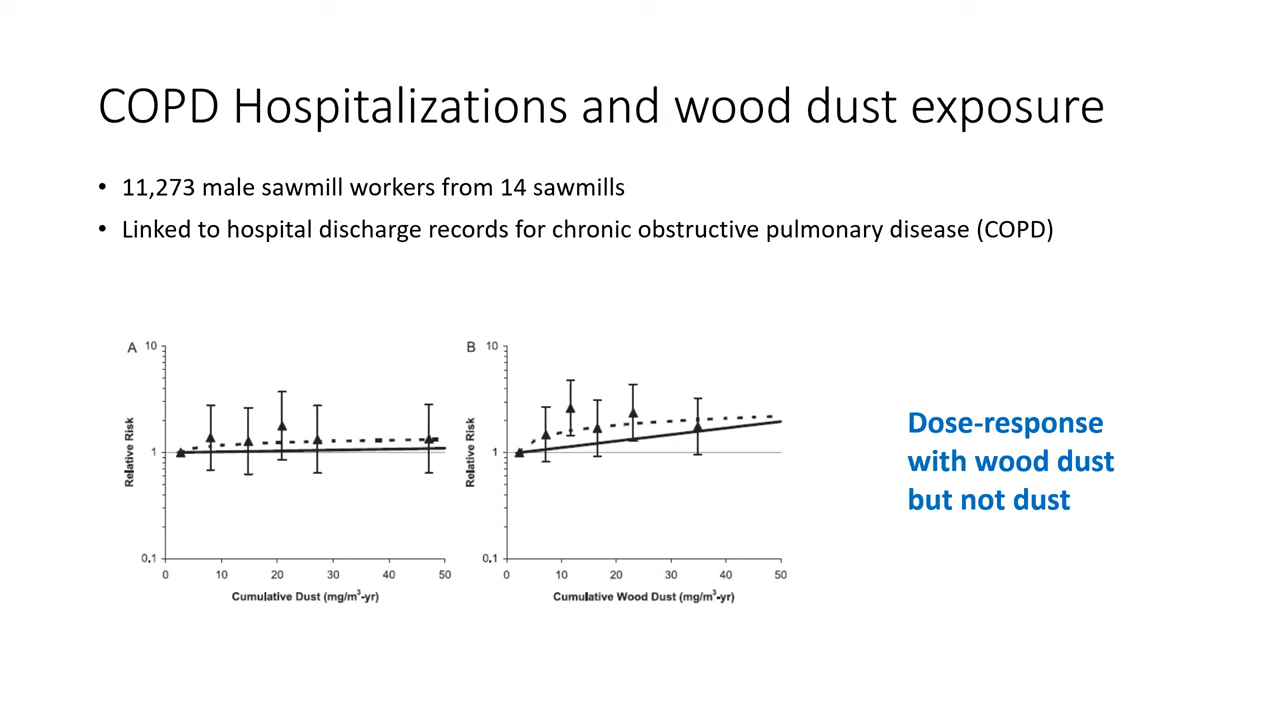 COPD Hospitalizations and wood dust exposure
• 11,273 male sawmill workers from 14 sawmills
• Linked to hospital discharge records for chronic obstructive pulmonary disease (COPD)
A
10
1
0.1
Relative Risk
0 10 20 30 40 50
Cumulative Dust (mg/m³-yr)
B
10
1
0.1
Relative Risk
0 10 20 30 40 50
Cumulative Wood Dust (mg/m³-yr)
Dose-response
with wood dust
but not dust